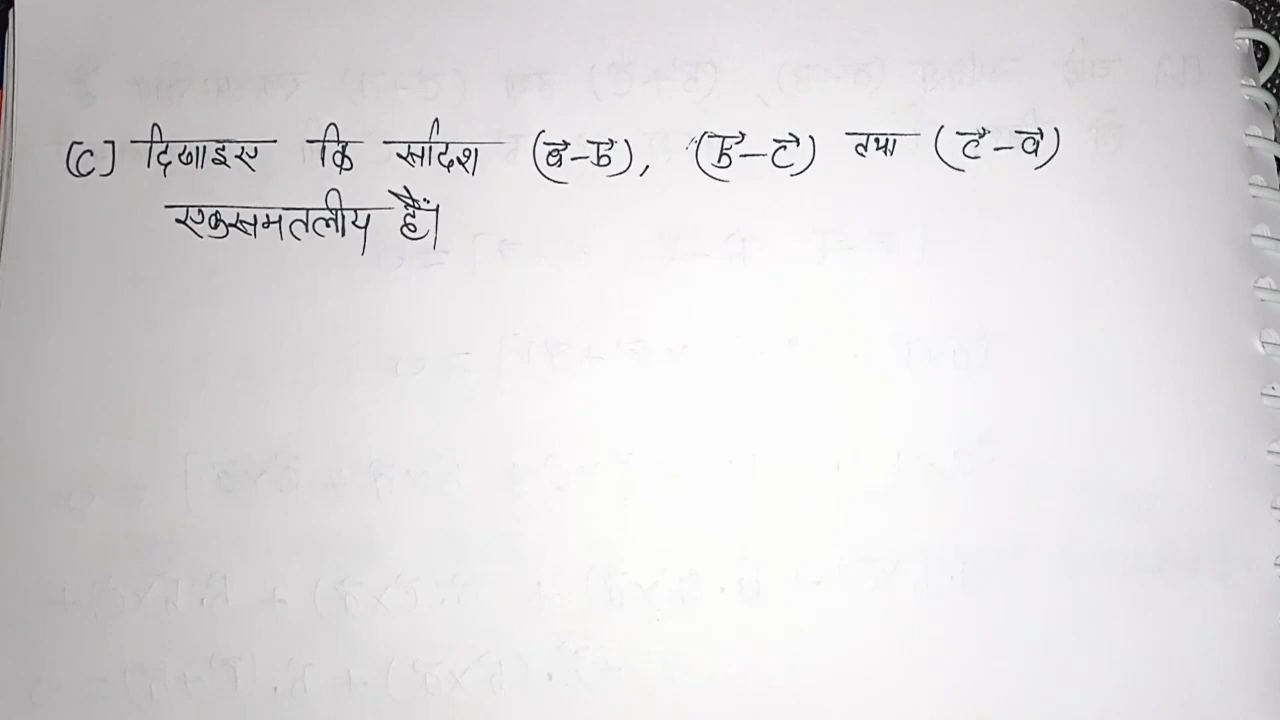 (C) दिखाइए कि सदिश (a⃗-b⃗), (b⃗-c⃗) तथा (c⃗-a⃗)
एकसमतलीय हैं।